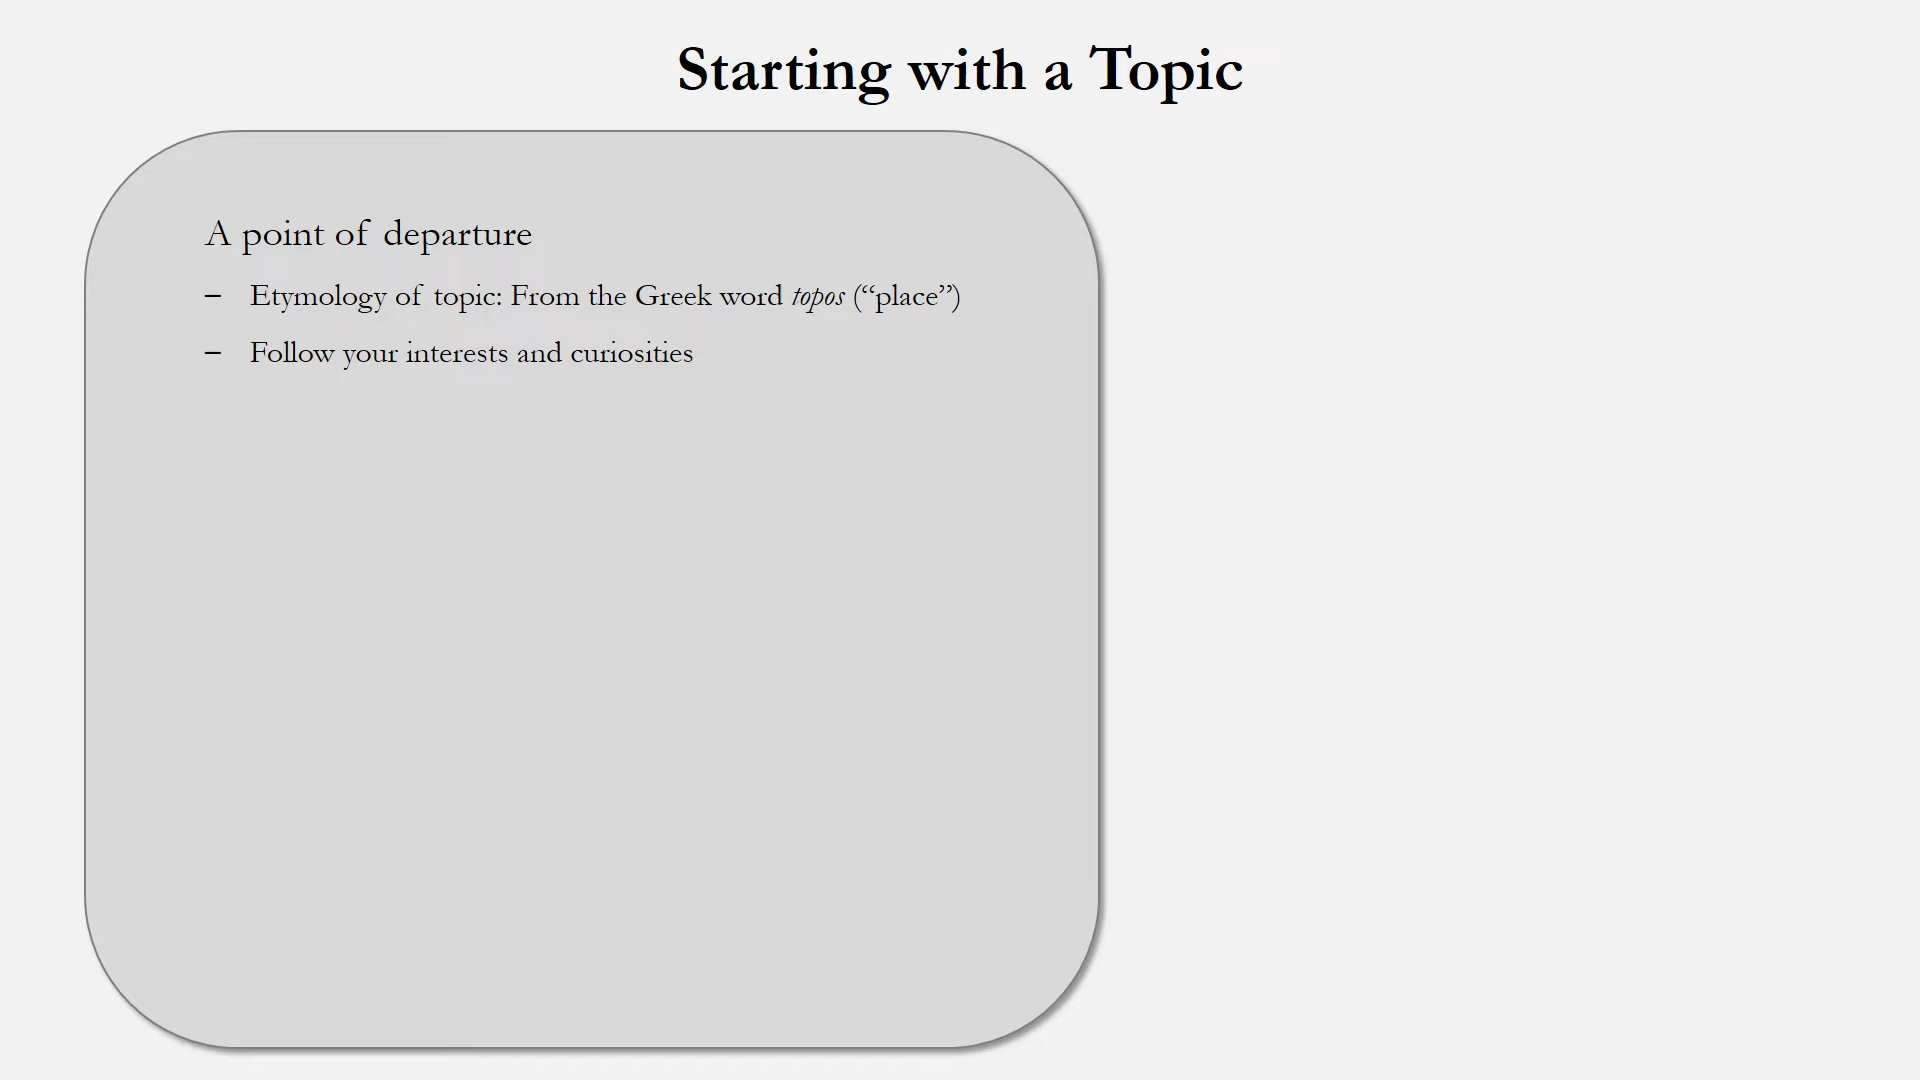 Starting with a Topic
A point of departure
– Etymology of topic: From the Greek word topos (“place”)
– Follow your interests and curiosities